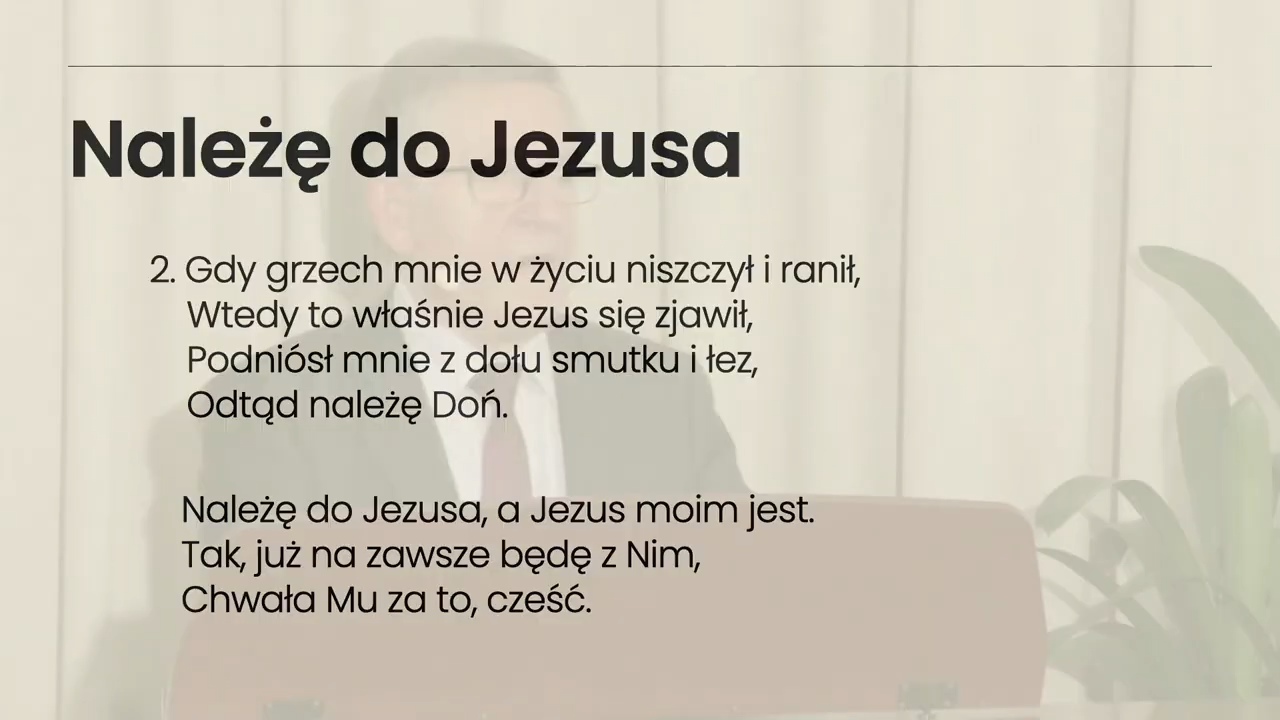 Należę do Jezusa
2. Gdy grzech mnie w życiu niszczył i ranił,
Wtedy to właśnie Jezus się zjawił,
Podniósł mnie z dołu smutku i łez,
Odtąd należę Doń.
Należę do Jezusa, a Jezus moim jest.
Tak, już na zawsze będę z Nim,
Chwała Mu za to, cześć.